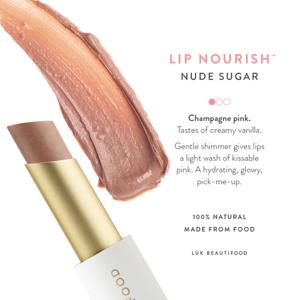 LIP NOURISH™
NUDE SUGAR
Champagne pink.
Tastes of creamy vanilla.
Gentle shimmer gives lips
a light wash of kissable
pink. A hydrating, glowy,
pick-me-up.
100% NATURAL
MADE FROM FOOD
LÜK BEAUTIFOOD